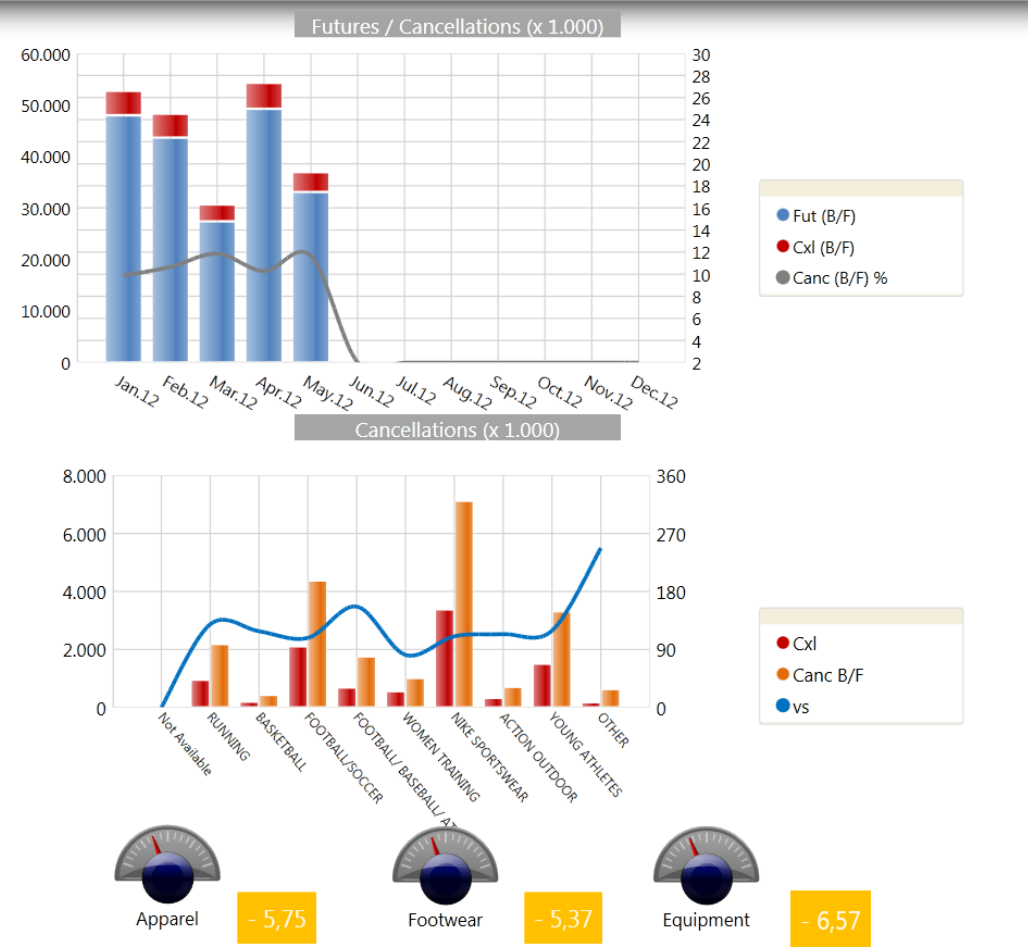 Futures / Cancellations (x 1.000)
60.000
50.000
40.000
30.000
20.000
10.000
0
30
28
26
24
22
20
18
16
14
12
10
8
6
4
2
Fut (B/F)
Cxl (B/F)
Canc (B/F) %
Jan.12
Feb.12
Mar.12
Apr.12
May.12
Jun.12
Jul.12
Aug.12
Sep.12
Oct.12
Nov.12
Dec.12
Cancellations (x 1.000)
8.000
6.000
4.000
2.000
0
360
270
180
90
0
Cxl
Canc B/F
vs
Not Available
RUNNING
BASKETBALL
FOOTBALL/SOCCER
FOOTBALL/ BASEBALL/ AT
WOMEN TRAINING
NIKE SPORTSWEAR
ACTION OUTDOOR
YOUNG ATHLETES
OTHER
Apparel
- 5,75
Footwear
- 5,37
Equipment
- 6,57